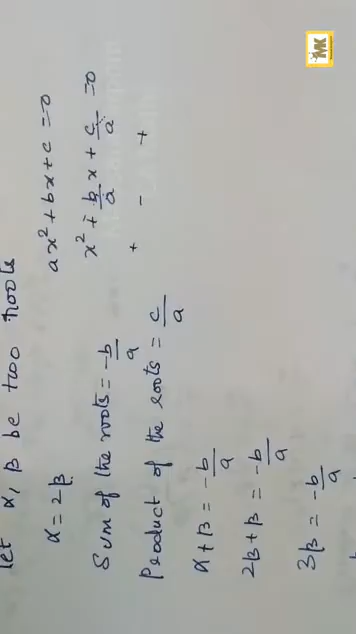 let α, β be two roots
α = 2β
ax² + bx + c = 0
Sum of the roots = -b/a
x² + b/a x + c/a = 0
Product of the roots = c/a
+ - +
α + β = -b/a
2β + β = -b/a
3β = -b/a
MK